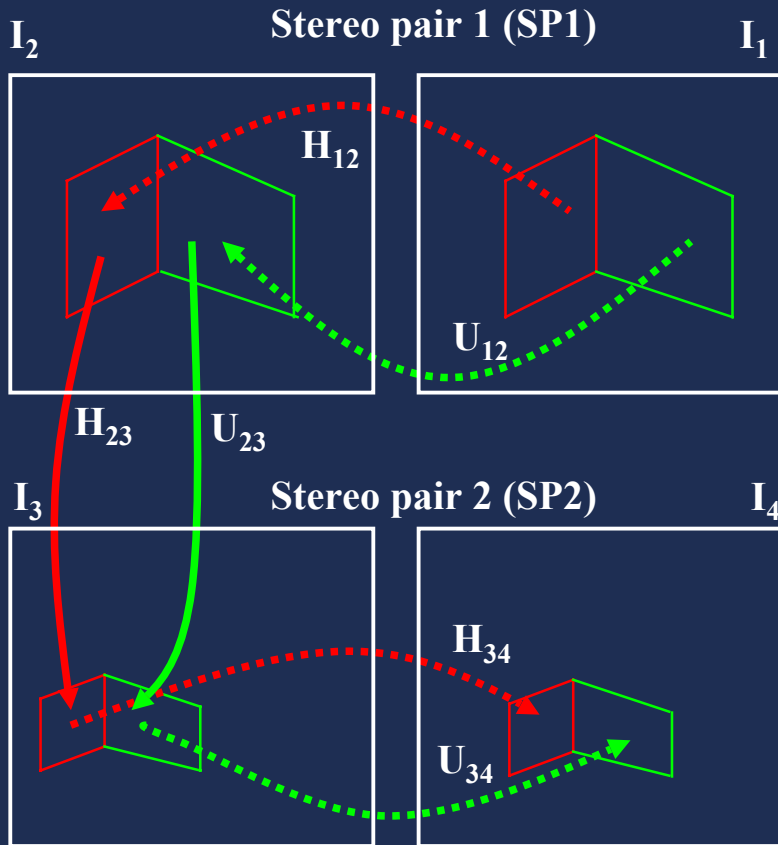 Stereo pair 1 (SP1)
I₂
I₁
H₁₂
U₁₂
H₂₃
U₂₃
Stereo pair 2 (SP2)
I₃
I₄
H₃₄
U₃₄